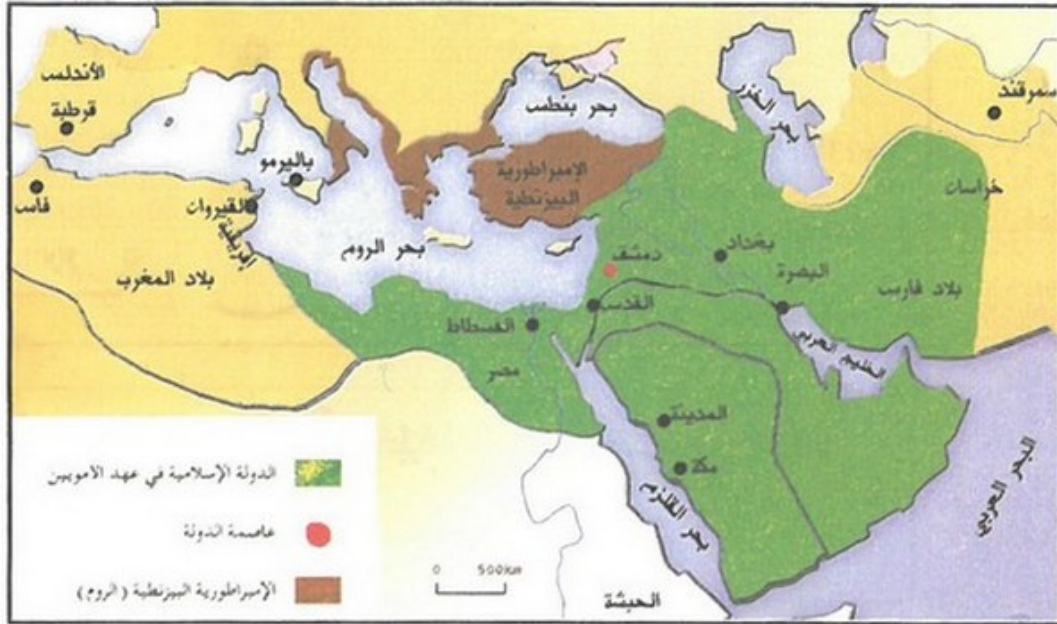 الأندلس
قرطبة
فاس
باليرمو
القيروان
إفريقية
بلاد المغرب
بحر الروم
بحر بنطس
الإمبراطورية
البيزنطية
بحر الخزر
سمرقند
خراسان
بلاد فارس
بغداد
دمشق
البصرة
القدس
الفسطاط
مصر
الخليج العربي
المدينة
مكة
بحر القلزم
البحر العربي
الحبشة
0 500km
الدولة الإسلامية في عهد الأمويين
عاصمة الدولة
الإمبراطورية البيزنطية (الروم)